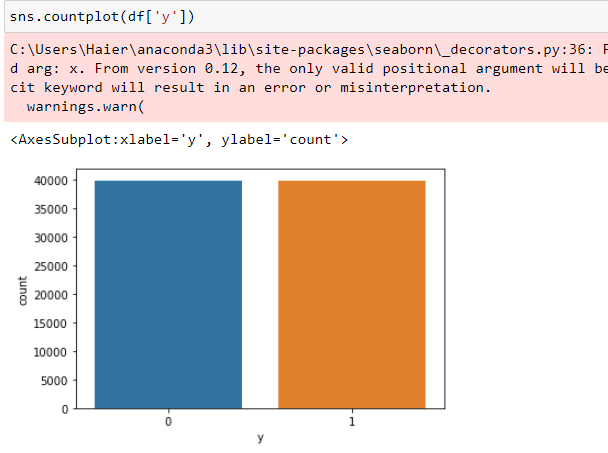 sns.countplot(df['y'])
C:\Users\Haier\anaconda3\lib\site-packages\seaborn\_decorators.py:36:
d arg: x. From version 0.12, the only valid positional argument will be
cit keyword will result in an error or misinterpretation.
warnings.warn(
<AxesSubplot:xlabel='y', ylabel='count'>
40000
35000
30000
25000
20000
15000
10000
5000
0
count
0 1
y